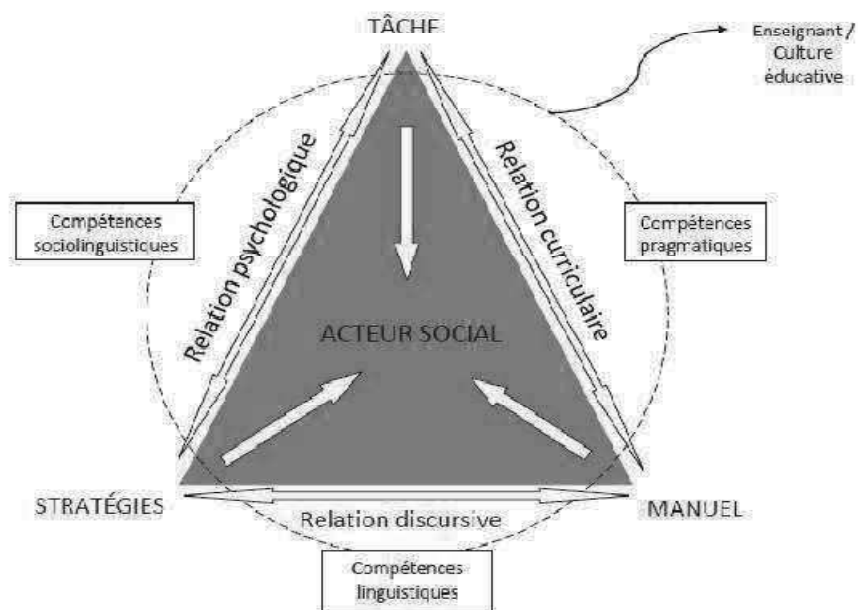 TÂCHE
Enseignant /
Culture
éducative
Relation psychologique
Relation curriculaire
Compétences
sociolinguistiques
Compétences
pragmatiques
ACTEUR SOCIAL
STRATÉGIES
MANUEL
Relation discursive
Compétences
linguistiques